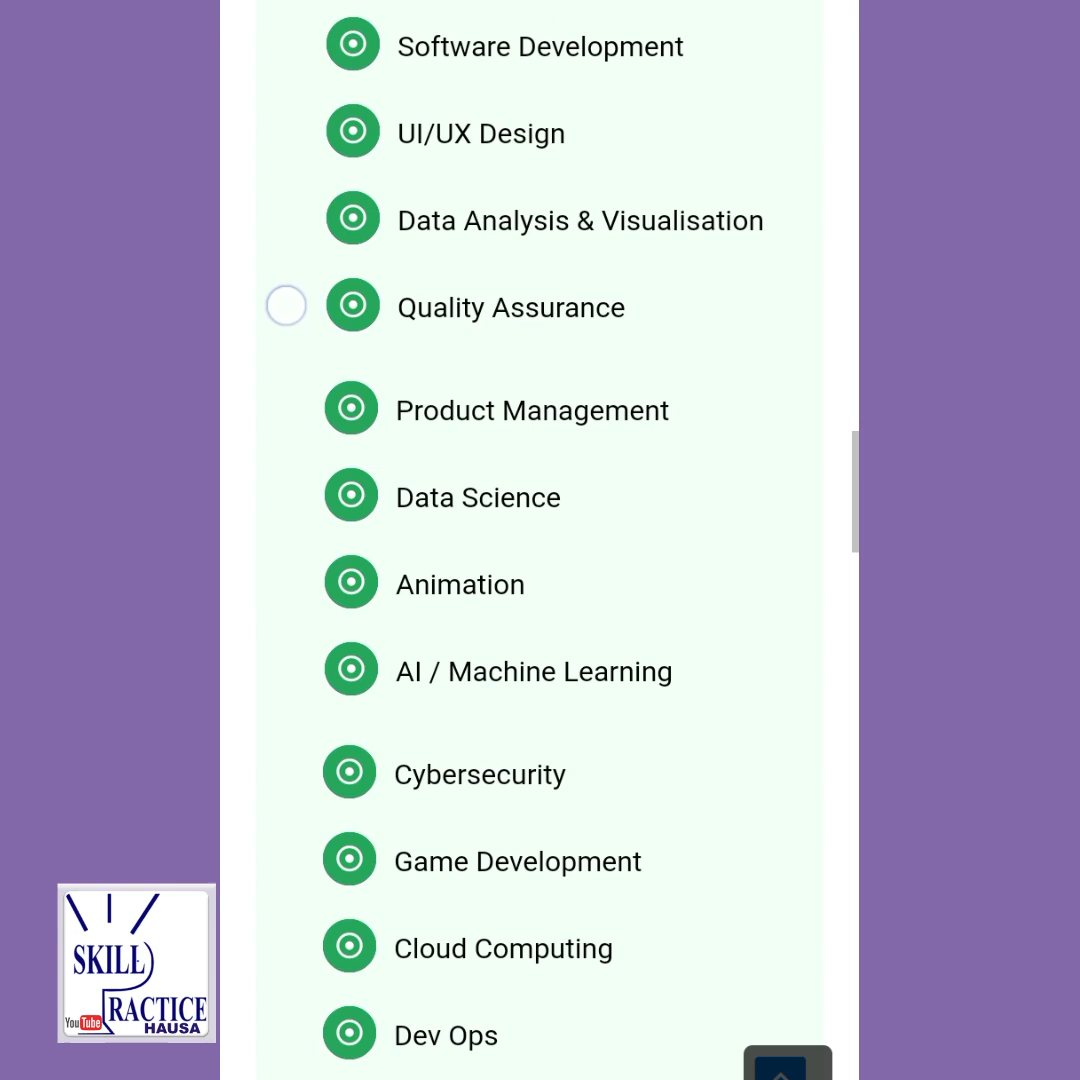 Software Development
UI/UX Design
Data Analysis & Visualisation
Quality Assurance
Product Management
Data Science
Animation
AI / Machine Learning
Cybersecurity
Game Development
Cloud Computing
Dev Ops
SKILL
PRACTICE
YouTube
HAUSA